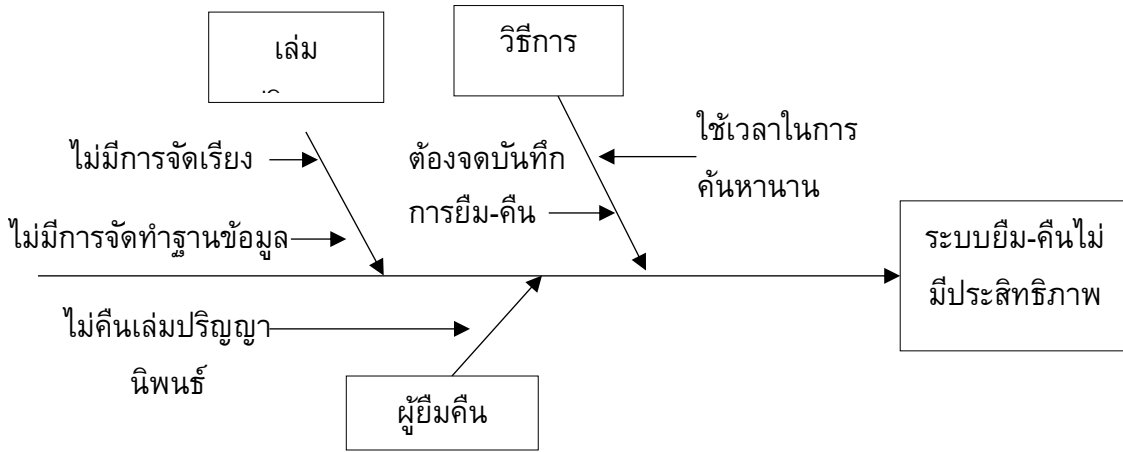 เล่ม
วิธีการ
ไม่มีการจัดเรียง
ไม่มีการจัดทำฐานข้อมูล
ต้องจดบันทึก
การยืม-คืน
ใช้เวลาในการ
ค้นหานาน
ระบบยืม-คืนไม่
มีประสิทธิภาพ
ไม่คืนเล่มปริญญา
นิพนธ์
ผู้ยืมคืน